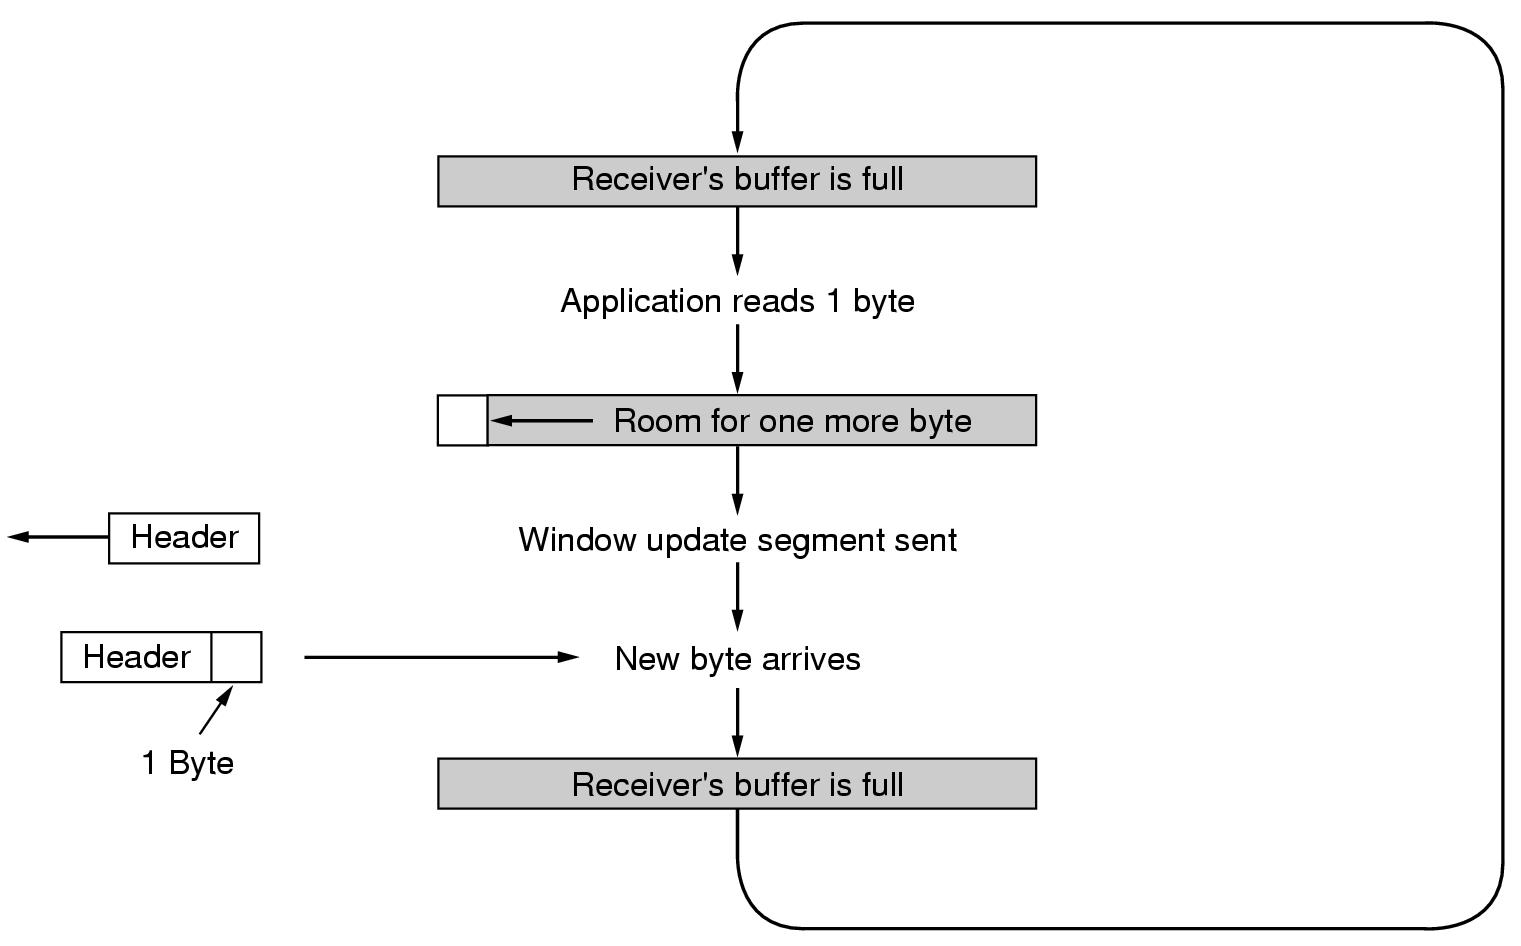 Receiver's buffer is full
Application reads 1 byte
Room for one more byte
Header
Window update segment sent
Header
New byte arrives
1 Byte
Receiver's buffer is full